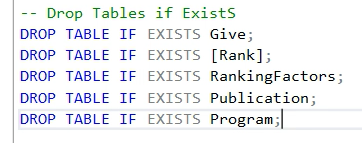 -- Drop Tables if ExistS
DROP TABLE IF EXISTS Give;
DROP TABLE IF EXISTS [Rank];
DROP TABLE IF EXISTS RankingFactors;
DROP TABLE IF EXISTS Publication;
DROP TABLE IF EXISTS Program;